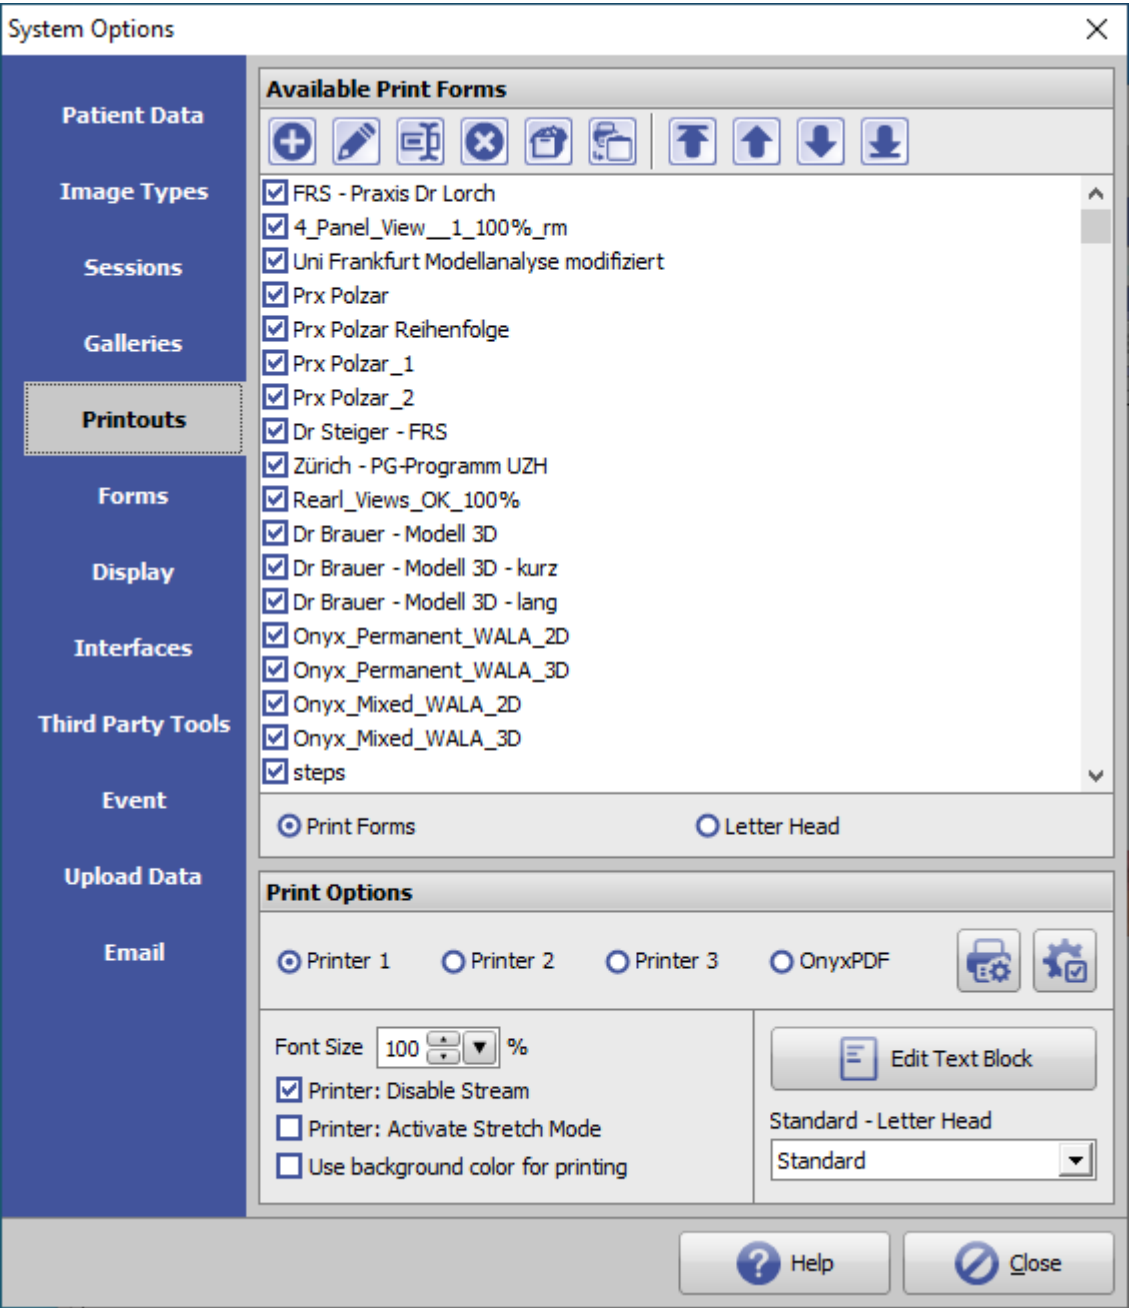 System Options
Patient Data
Image Types
Sessions
Galleries
Printouts
Forms
Display
Interfaces
Third Party Tools
Event
Upload Data
Email
Available Print Forms
FRS - Praxis Dr Lorch
4_Panel_View__1_100%_rm
Uni Frankfurt Modellanalyse modifiziert
Prx Polzar
Prx Polzar Reihenfolge
Prx Polzar_1
Prx Polzar_2
Dr Steiger - FRS
Zürich - PG-Programm UZH
Rearl_Views_OK_100%
Dr Brauer - Modell 3D
Dr Brauer - Modell 3D - kurz
Dr Brauer - Modell 3D - lang
Onyx_Permanent_WALA_2D
Onyx_Permanent_WALA_3D
Onyx_Mixed_WALA_2D
Onyx_Mixed_WALA_3D
steps
Print Forms Letter Head
Print Options
Printer 1 Printer 2 Printer 3 OnyxPDF
Font Size 100 %
Printer: Disable Stream
Printer: Activate Stretch Mode
Use background color for printing
Edit Text Block
Standard - Letter Head
Standard
Help Close